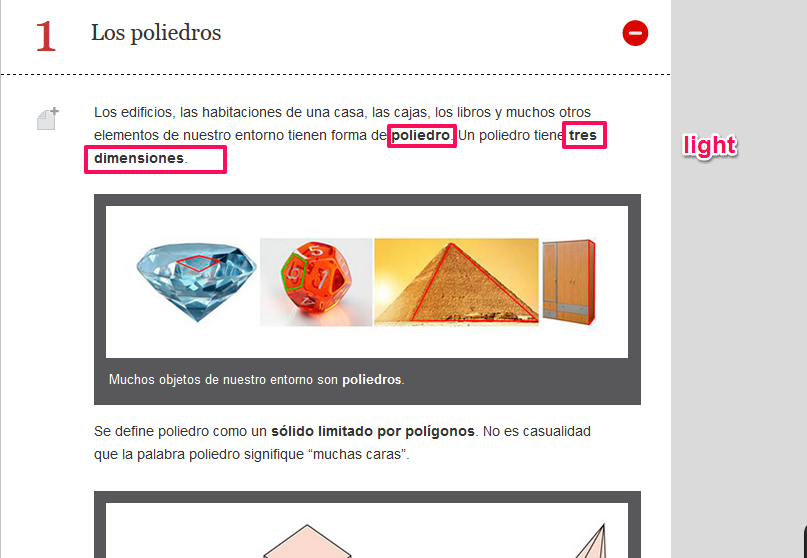 1 Los poliedros
Los edificios, las habitaciones de una casa, las cajas, los libros y muchos otros
elementos de nuestro entorno tienen forma de poliedro. Un poliedro tiene tres
dimensiones.
light
5
1
Muchos objetos de nuestro entorno son poliedros.
Se define poliedro como un sólido limitado por polígonos. No es casualidad
que la palabra poliedro signifique “muchas caras”.